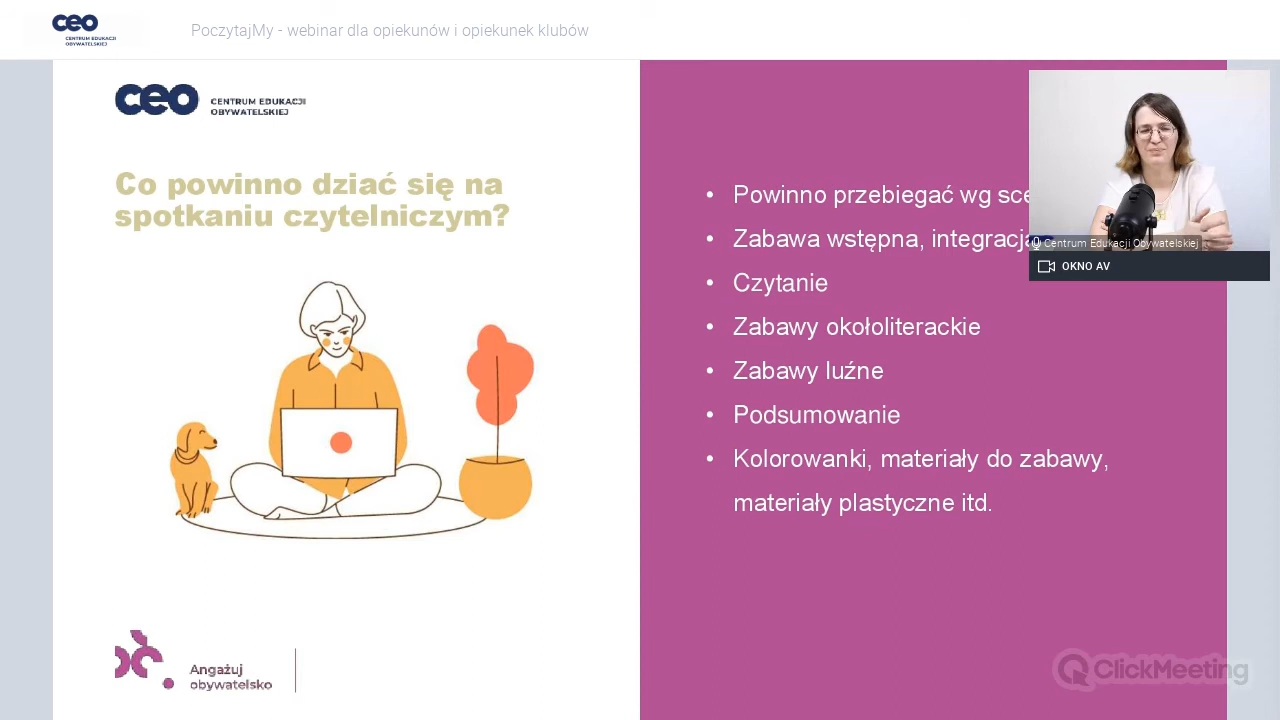 ceo
CENTRUM EDUKACJI
OBYWATELSKIEJ
PoczytajMy - webinar dla opiekunów i opiekunek klubów
ceo
CENTRUM EDUKACJI
OBYWATELSKIEJ
Co powinno dziać się na
spotkaniu czytelniczym?
• Powinno przebiegać wg
• Zabawa wstępna, integracja
• Czytanie
• Zabawy okołoliterackie
• Zabawy luźne
• Podsumowanie
• Kolorowanki, materiały do zabawy,
materiały plastyczne itd.
Centrum Edukacji Obywatelskiej
OKNO AV
Angażuj
obywatelsko
ClickMeeting